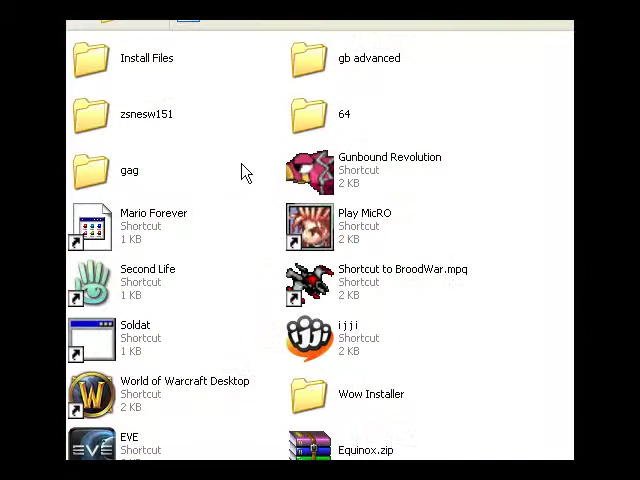 Install Files
gb advanced
zsnesw151
64
gag
Gunbound Revolution
Shortcut
2 KB
Mario Forever
Shortcut
1 KB
Play MicRO
Shortcut
2 KB
Second Life
Shortcut
1 KB
Shortcut to BroodWar.mpq
Shortcut
2 KB
Soldat
Shortcut
1 KB
ijji
Shortcut
2 KB
World of Warcraft Desktop
Shortcut
2 KB
Wow Installer
EVE
Shortcut
Equinox.zip